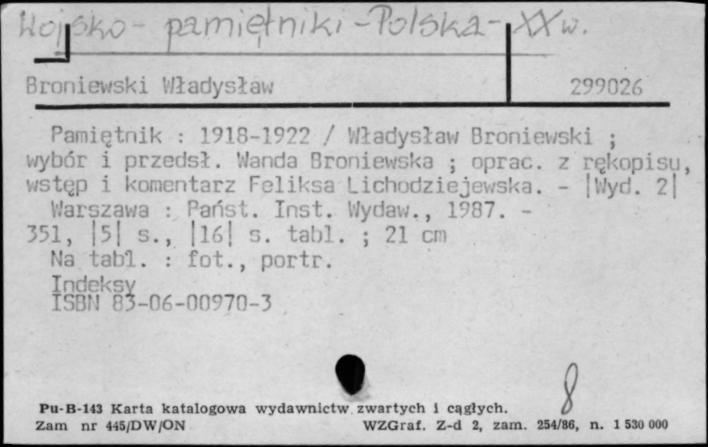 Wojsko - pamiętniki - Polska - XX w.
Broniewski Władysław 299026
Pamiętnik : 1918-1922 / Władysław Broniewski ;
wybór i przedsł. Wanda Broniewska ; oprac. z rękopisu,
wstęp i komentarz Feliksa Lichodziejewska. - |Wyd. 2|
Warszawa : Państ. Inst. Wydaw., 1987. -
351, |5| s., |16| s. tabl. ; 21 cm
Na tabl. : fot., portr.
Indeksy
ISBN 83-06-00970-3
8
Pu-B-143 Karta katalogowa wydawnictw zwartych i cągłych.
Zam nr 445/DW/ON WZGraf. Z-d 2, zam. 254/86, n. 1 530 000